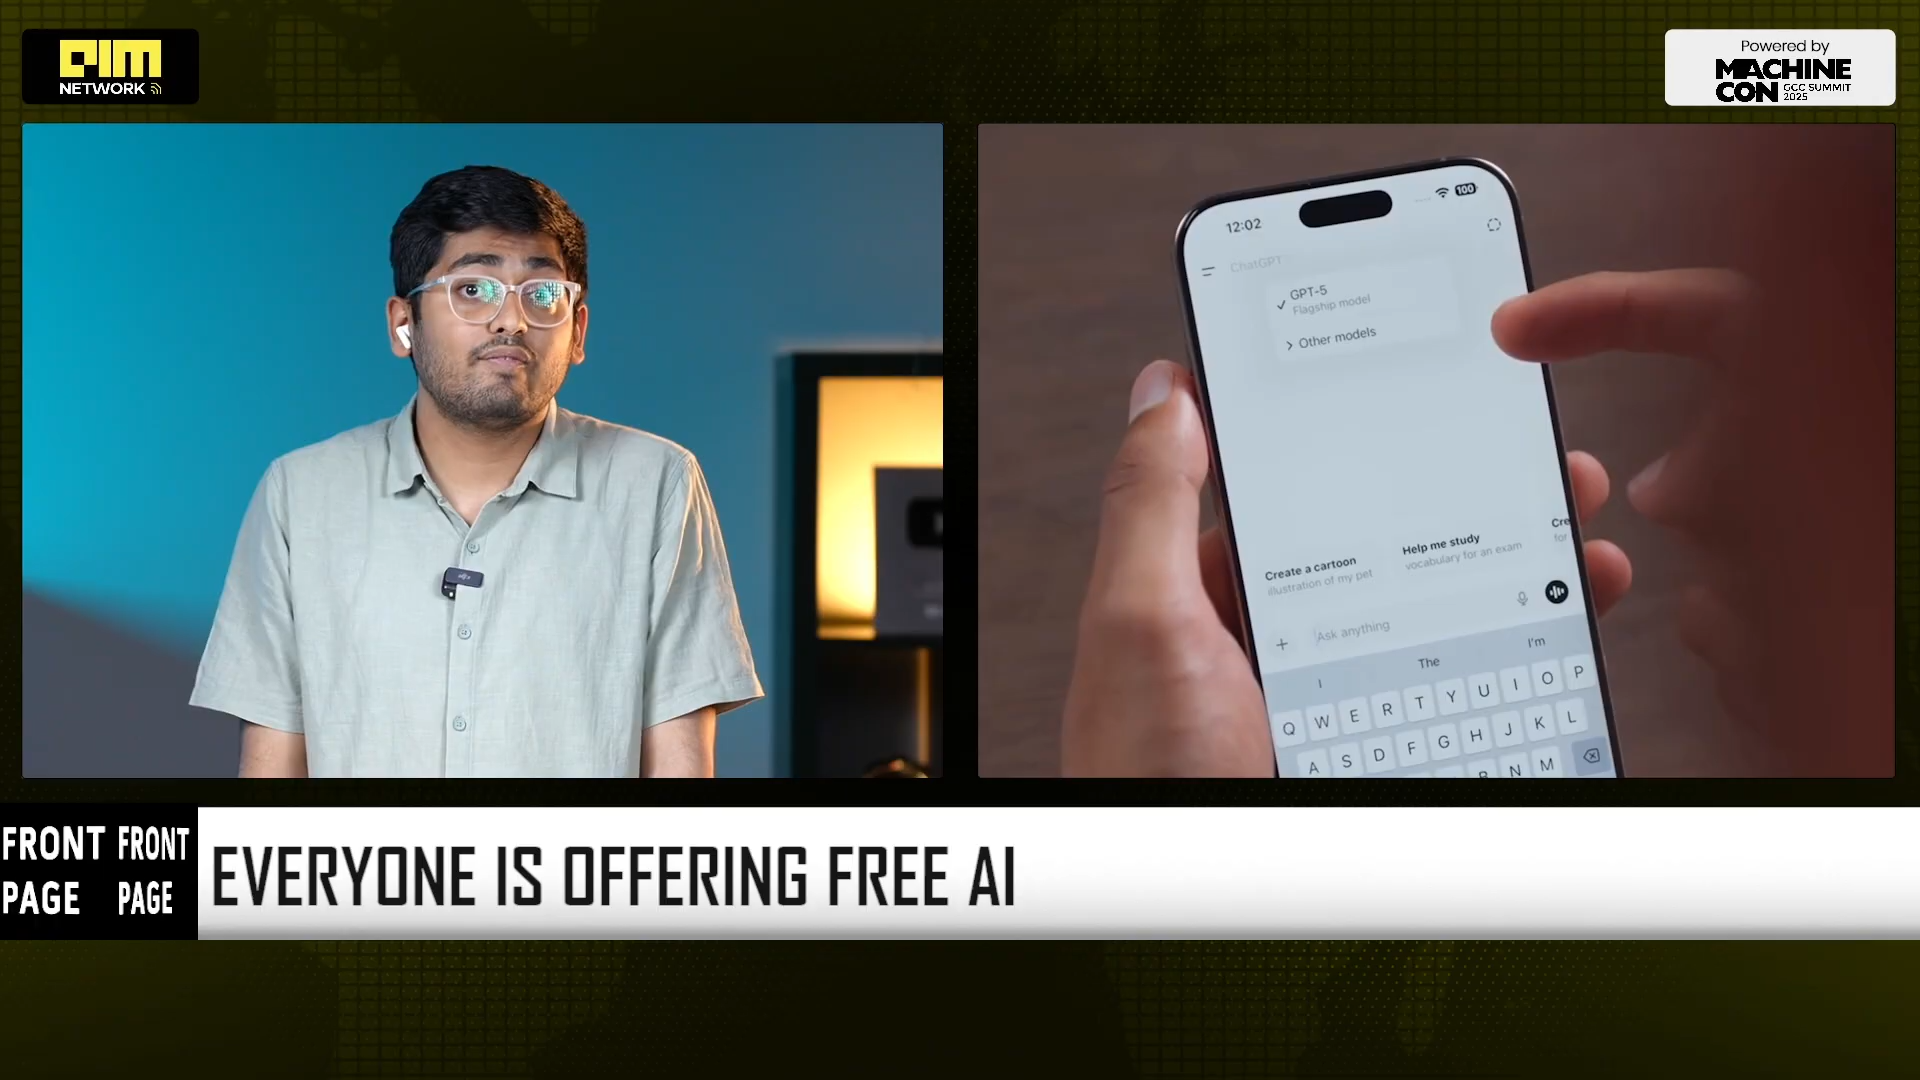 AIM
NETWORK
Powered by
MACHINE
CON GCC SUMMIT
2025
12:02
100
ChatGPT
GPT-5
Flagship model
Other models
Create a cartoon
illustration of my pet
Help me study
vocabulary for an exam
Cre
for
Ask anything
I The I'm
Q W E R T Y U I O P
A S D F G H J K L
B N M
FRONT FRONT
PAGE PAGE
EVERYONE IS OFFERING FREE AI